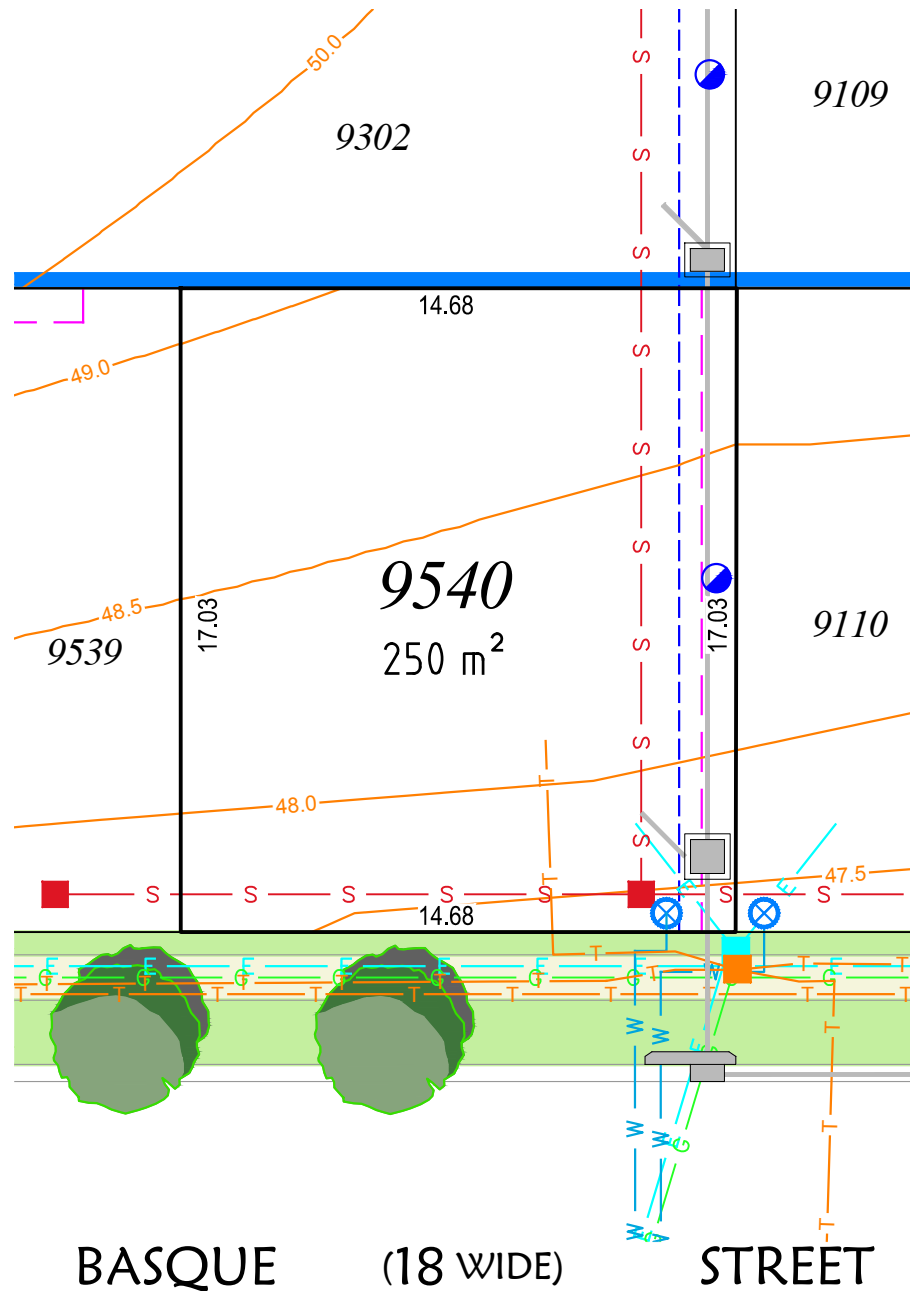 50.0
9302
9109
S
S
S
14.68
49.0
S
S
S
S
S
S
9540
250 m²
48.5
9539
17.03
17.03
9110
48.0
T
T
47.5
S S S S S S S
E
E
14.68
E E E E
G G G G G
T T T T T T T T
W W
W W
E
G
T
T
T
BASQUE (18 WIDE) STREET